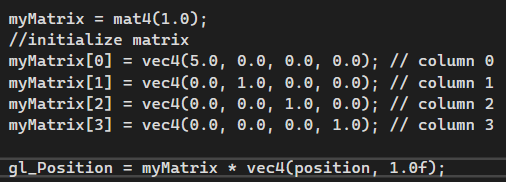 myMatrix = mat4(1.0);
//initialize matrix
myMatrix[0] = vec4(5.0, 0.0, 0.0, 0.0); // column 0
myMatrix[1] = vec4(0.0, 1.0, 0.0, 0.0); // column 1
myMatrix[2] = vec4(0.0, 0.0, 1.0, 0.0); // column 2
myMatrix[3] = vec4(0.0, 0.0, 0.0, 1.0); // column 3
gl_Position = myMatrix * vec4(position, 1.0f);